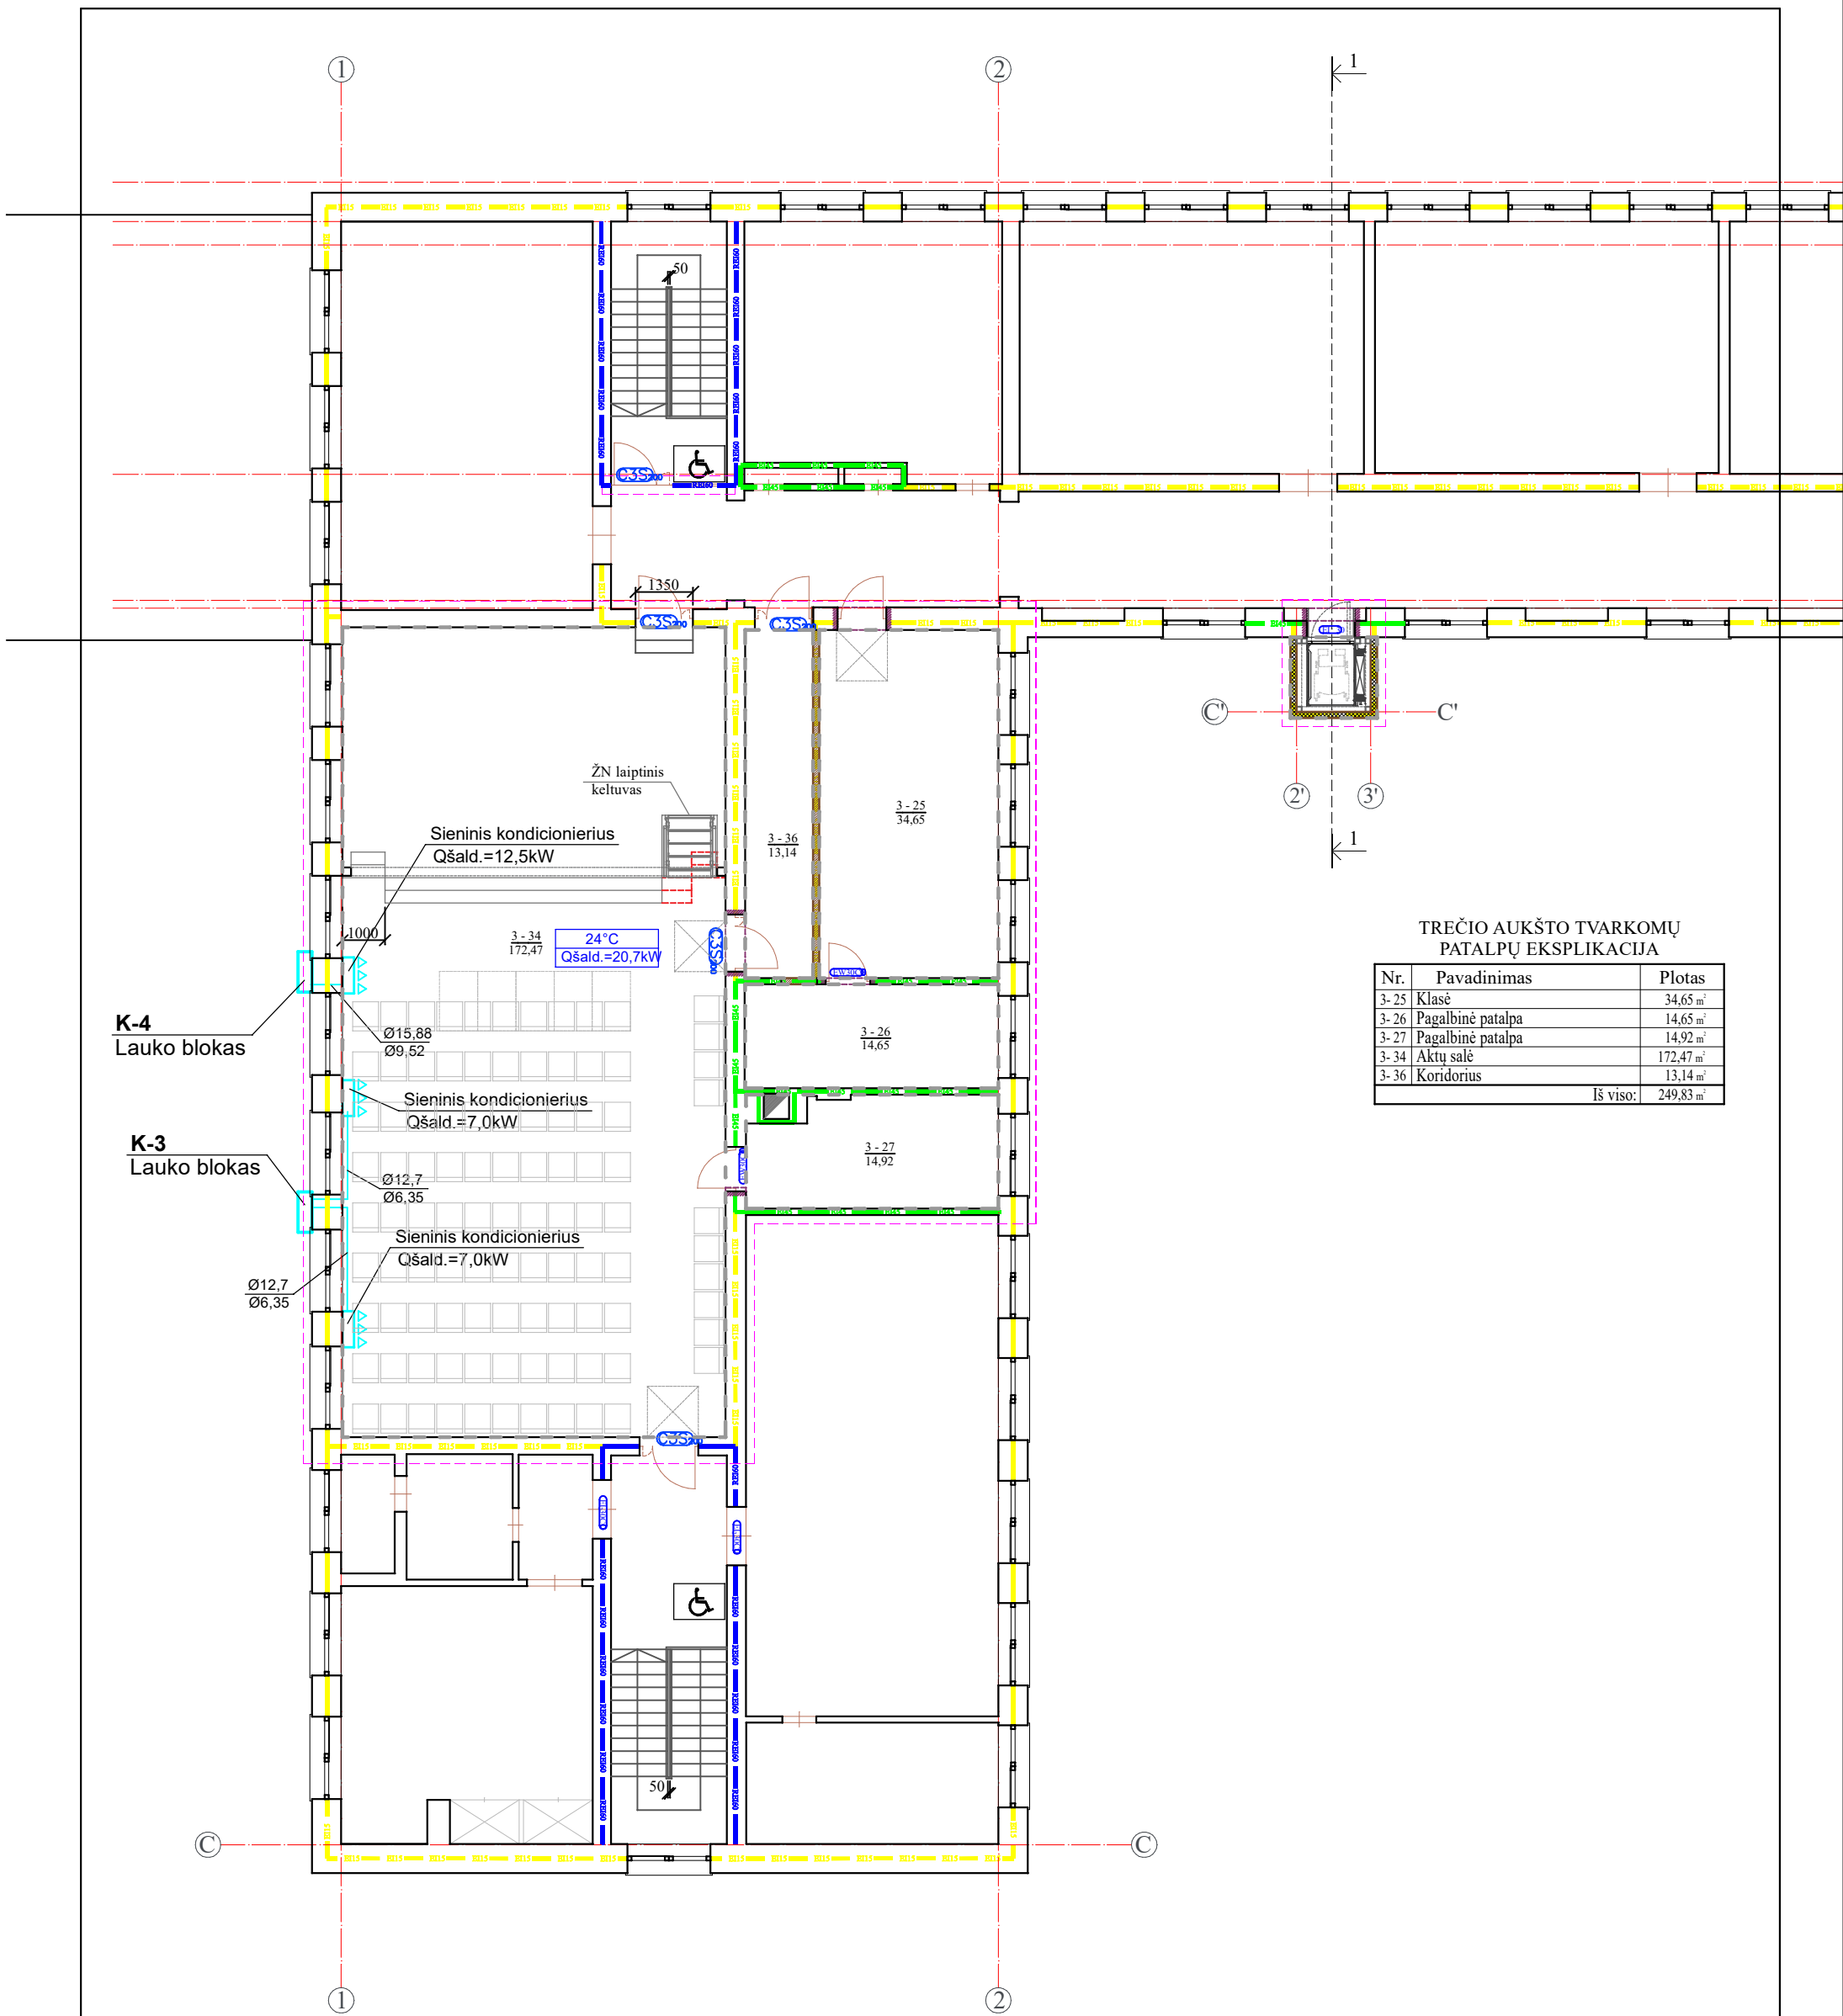 1
2
1
50
C3S200
1350
C3S200
C3S200
C'
C'
2'
3'
1
ŽN laiptinis
keltuvas
3 - 25
34,65
3 - 36
13,14
Sieninis kondicionierius
Qšald.=12,5kW
1000
3 - 34
172,47
24°C
Qšald.=20,7kW
C3S200
TREČIO AUKŠTO TVARKOMŲ
PATALPŲ EKSPLIKACIJA
Nr. Pavadinimas Plotas
3- 25 Klasė 34,65 m²
3- 26 Pagalbinė patalpa 14,65 m²
3- 27 Pagalbinė patalpa 14,92 m²
3- 34 Aktų salė 172,47 m²
3- 36 Koridorius 13,14 m²
Iš viso: 249,83 m²
K-4
Lauko blokas
Ø15,88
Ø9,52
3 - 26
14,65
Sieninis kondicionierius
Qšald.=7,0kW
K-3
Lauko blokas
3 - 27
14,92
Ø12,7
Ø6,35
Sieninis kondicionierius
Qšald.=7,0kW
Ø12,7
Ø6,35
C3S200
50
C
C
1
2